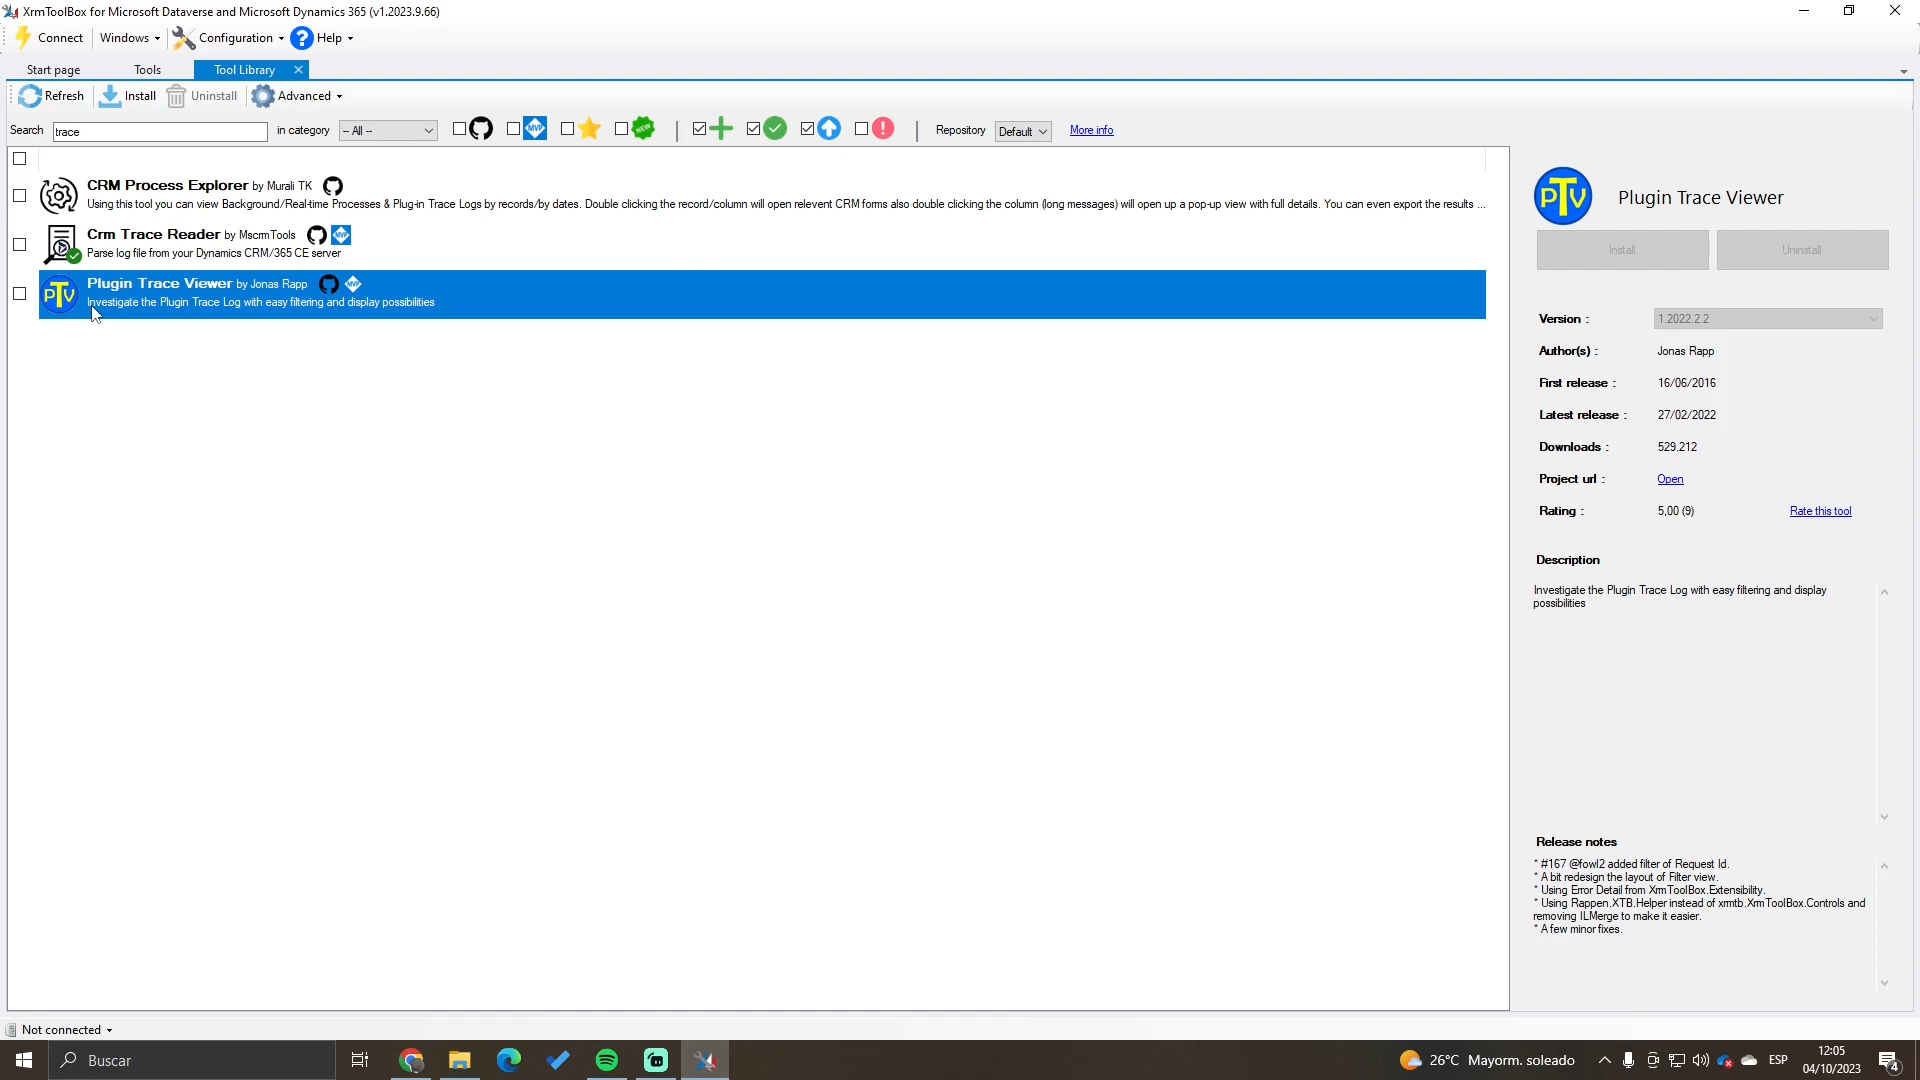 XrmToolBox for Microsoft Dataverse and Microsoft Dynamics 365 (v1.2023.9.66)
Connect Windows Configuration Help
Start page Tools Tool Library
Refresh Install Uninstall Advanced
Search trace in category -- All -- MVP NEW Repository Default More info
CRM Process Explorer by Murali TK
Using this tool you can view Background/Real-time Processes & Plug-in Trace Logs by records/by dates. Double clicking the record/column will open relevent CRM forms also double clicking the column (long messages) will open up a pop-up view with full details. You can even export the results ...
Crm Trace Reader by MscrmTools MVP
Parse log file from your Dynamics CRM/365 CE server
PTV Plugin Trace Viewer by Jonas Rapp MVP
Investigate the Plugin Trace Log with easy filtering and display possibilities
PTV Plugin Trace Viewer
Install Uninstall
Version : 1.2022.2.2
Author(s) : Jonas Rapp
First release : 16/06/2016
Latest release : 27/02/2022
Downloads : 529.212
Project url : Open
Rating : 5,00 (9) Rate this tool
Description
Investigate the Plugin Trace Log with easy filtering and display
possibilities
Release notes
* #167 @fowl2 added filter of Request Id.
* A bit redesign the layout of Filter view.
* Using Error Detail from XrmToolBox.Extensibility.
* Using Rappen.XTB.Helper instead of xrmtb.XrmToolBox.Controls and
removing ILMerge to make it easier.
* A few minor fixes.
Not connected
Buscar
26°C Mayorm. soleado
ESP
12:05
04/10/2023
4